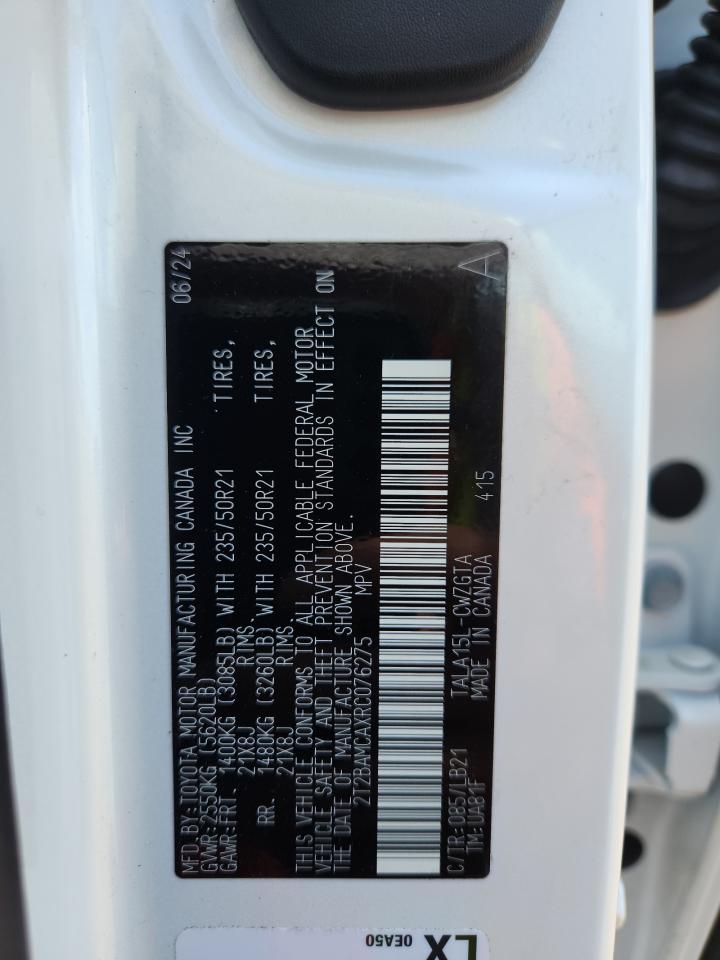 MFD.BY:TOYOTA MOTOR MANUFACTURING CANADA INC 06/24
GVWR:2550KG(5620LB)
GAWR:FRT. 1400KG (3085LB) WITH 235/50R21 TIRES,
21X8J RIMS.
RR. 1480KG (3260LB) WITH 235/50R21 TIRES,
21X8J RIMS.
THIS VEHICLE CONFORMS TO ALL APPLICABLE FEDERAL MOTOR
VEHICLE SAFETY AND THEFT PREVENTION STANDARDS IN EFFECT ON
THE DATE OF MANUFACTURE SHOWN ABOVE.
2T2BAMCAXRC076275 MPV
C/TR:085/LB21 TALA15L-CWZGTA 415 A
TM:UA81F MADE IN CANADA
LX
0EA50